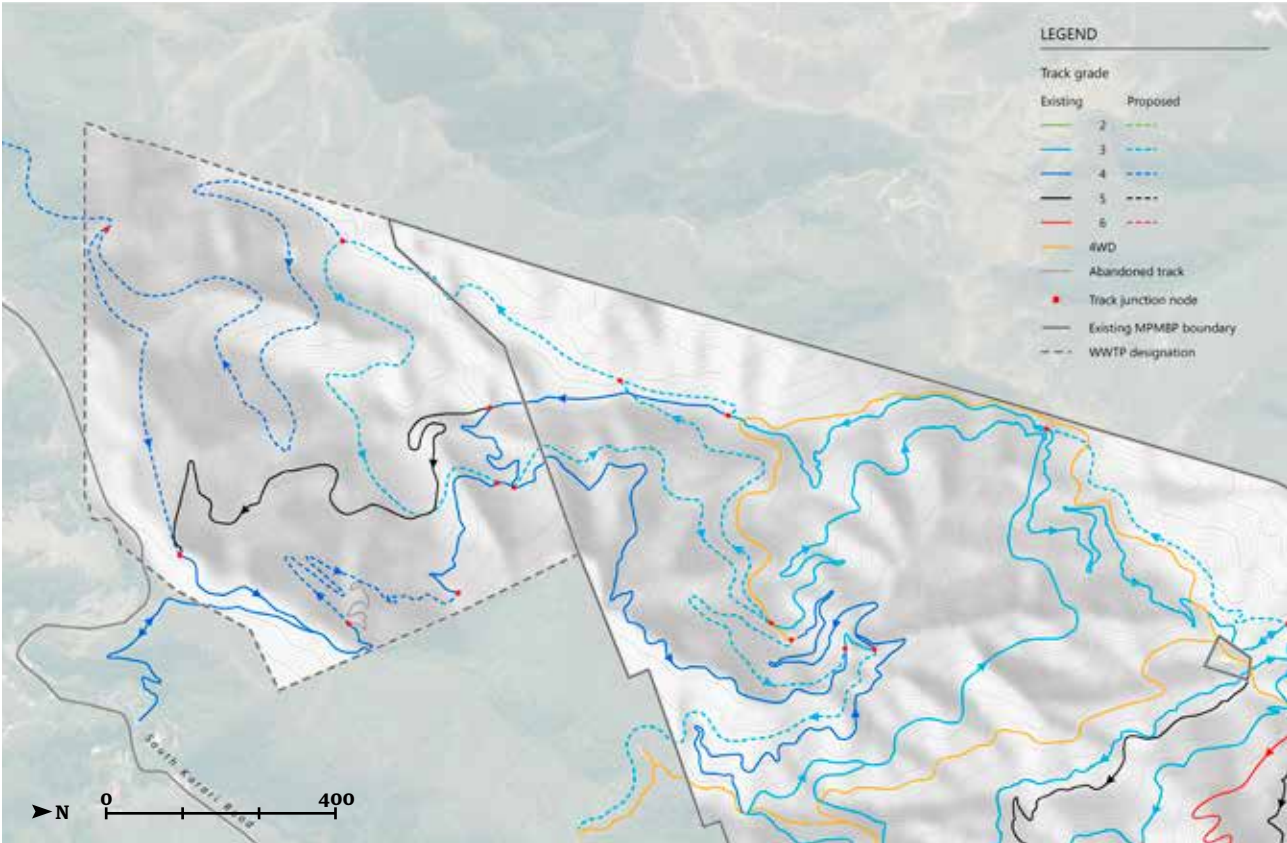 LEGEND
Track grade
Existing Proposed
2
3
4
5
6
4WD
Abandoned track
Track junction node
Existing MPMBP boundary
WWTP designation
South Karori Road
N 0 400